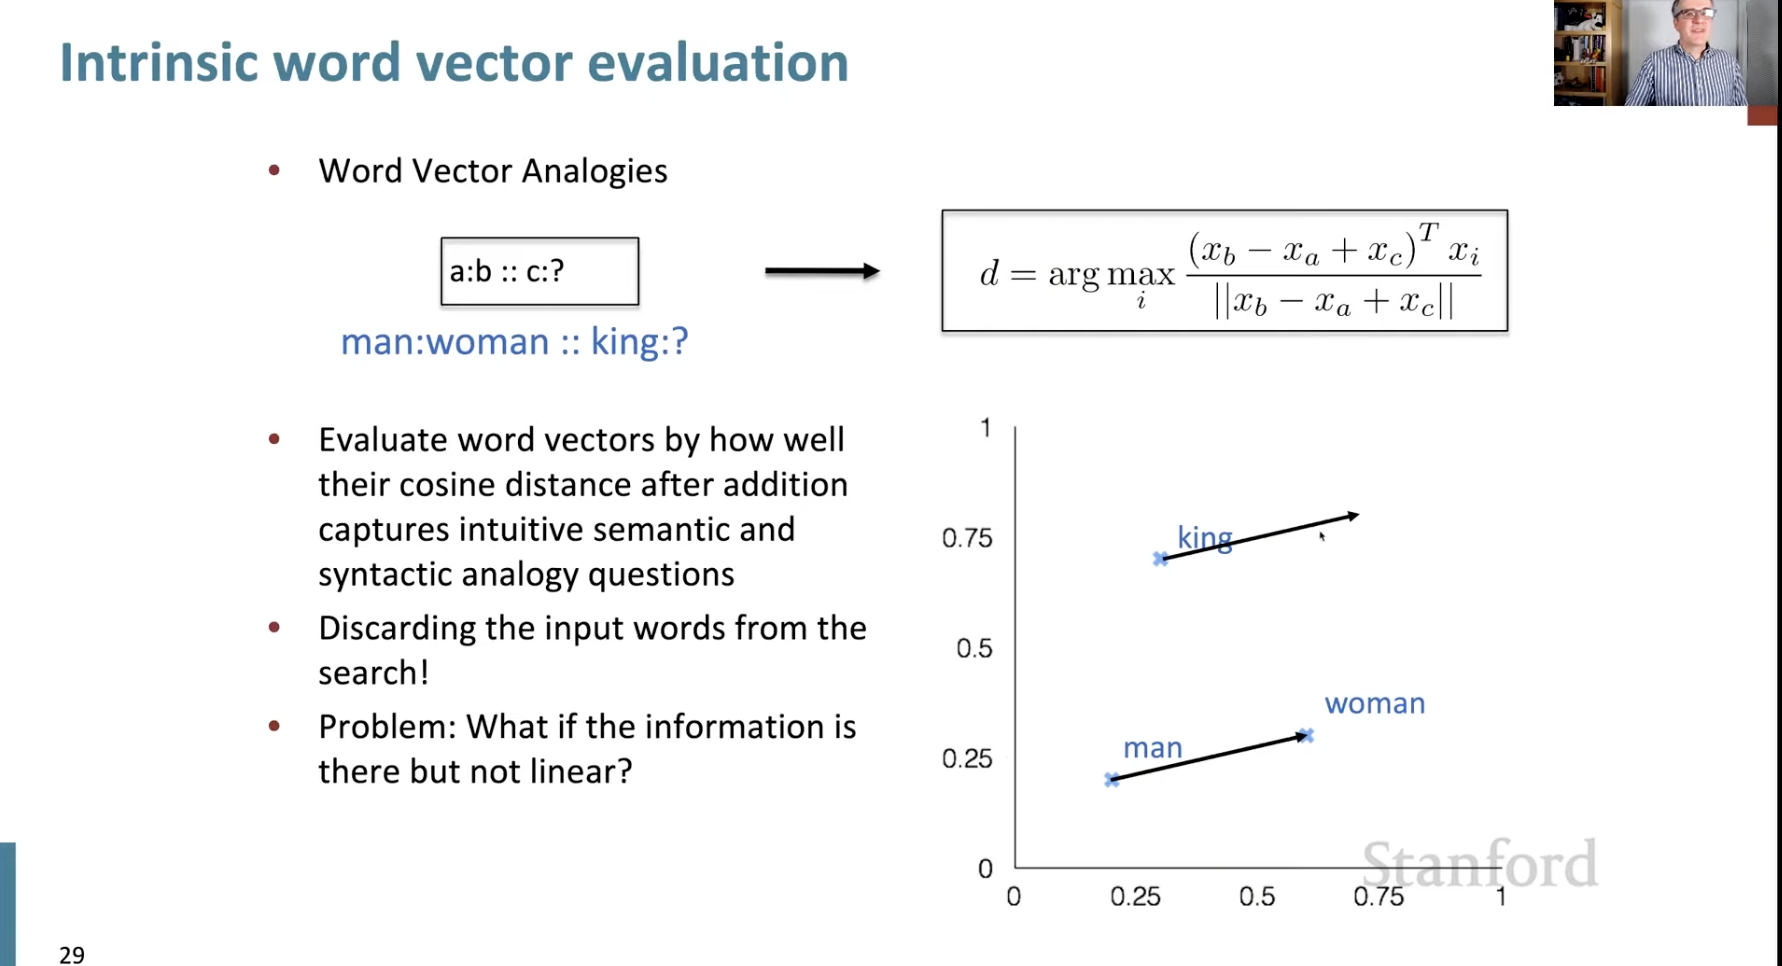 Intrinsic word vector evaluation
• Word Vector Analogies
a:b :: c:?
man:woman :: king:?
d = arg max_i (x_b − x_a + x_c)^T x_i / ||x_b − x_a + x_c||
• Evaluate word vectors by how well
their cosine distance after addition
captures intuitive semantic and
syntactic analogy questions
• Discarding the input words from the
search!
• Problem: What if the information is
there but not linear?
1
0.75
0.5
0.25
0
king
woman
man
0 0.25 0.5 0.75 1
Stanford
29